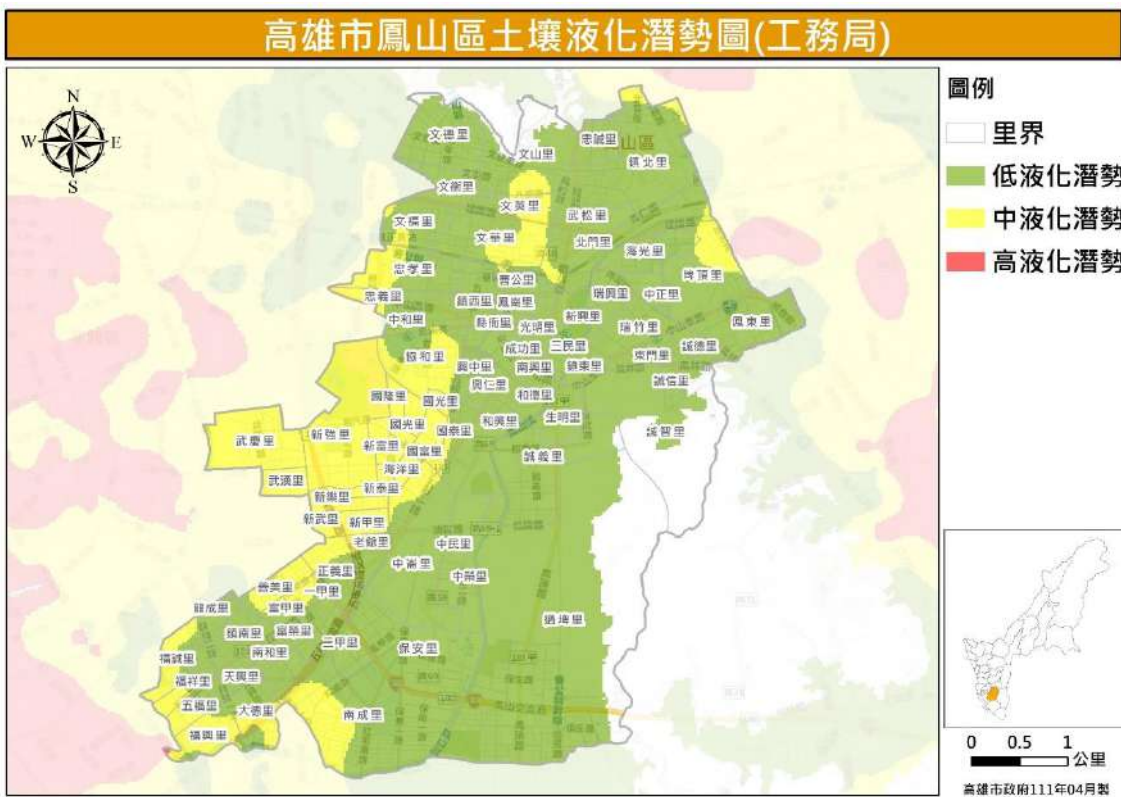 高雄市鳳山區土壤液化潛勢圖(工務局)
N
W E
S
圖例
里界
低液化潛勢
中液化潛勢
高液化潛勢
山區
文德里
忠誠里
文山里
鎮北里
文衡里
文英里
武松里
文福里
文華里
北門里
海光里
忠孝里
曹公里
埤頂里
忠義里
鎮西里
鳳崗里
瑞興里
中正里
中和里
縣衙里
光明里
新興里
瑞竹里
鳳東里
協和里
成功里
三民里
東門里
誠德里
興中里
南興里
鎮東里
誠信里
國隆里
國光里
興仁里
和德里
武慶里
新強里
國光里
國泰里
和興里
生明里
誠智里
新富里
國富里
誠義里
武漢里
海洋里
新樂里
新泰里
新武里
新甲里
老爺里
中民里
正義里
中崙里
中榮里
善美里
一甲里
龍成里
富甲里
過埤里
鎮南里
富榮里
三甲里
保安里
福誠里
南和里
福祥里
天興里
五福里
大德里
南成里
福興里
0 0.5 1
公里
高雄市政府111年04月製